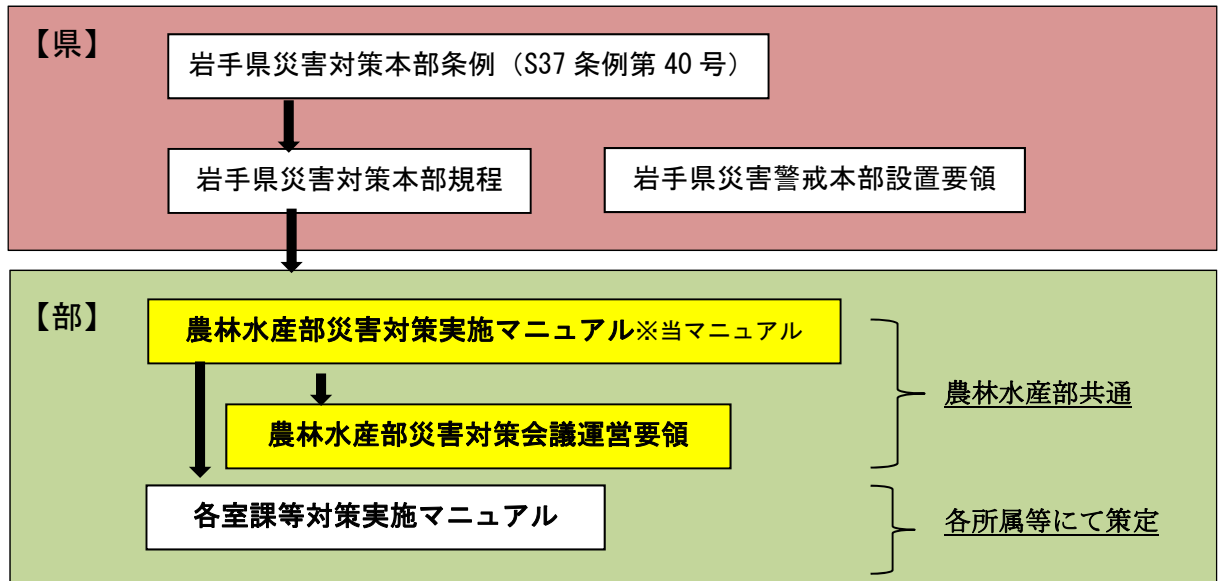 【県】
岩手県災害対策本部条例（S37 条例第 40 号）
岩手県災害対策本部規程
岩手県災害警戒本部設置要領
【部】
農林水産部災害対策実施マニュアル※当マニュアル
農林水産部共通
農林水産部災害対策会議運営要領
各室課等対策実施マニュアル
各所属等にて策定